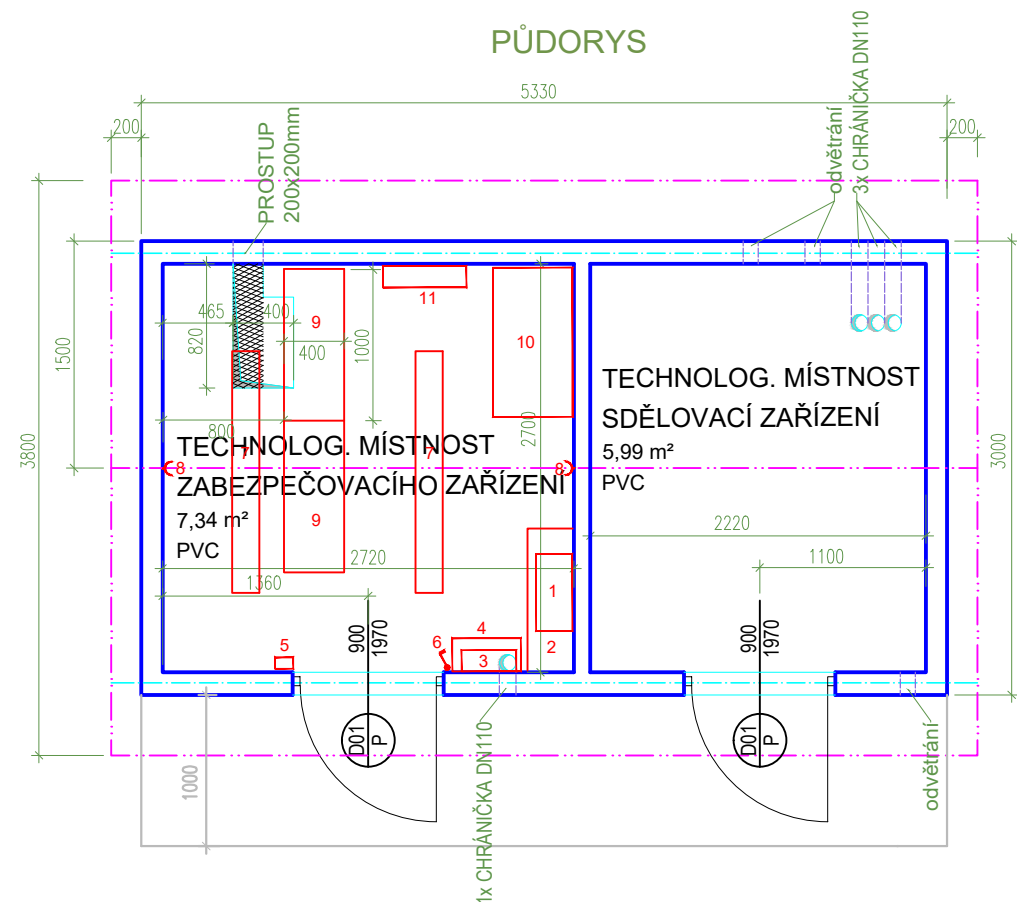 PŮDORYS
5330
200
200
PROSTUP
200x200mm
odvětrání
3x CHRÁNIČKA DN110
3800
1500
3000
465
400
820
400
1000
800
2700
9
11
10
7
7
8
8
9
TECHNOLOG. MÍSTNOST
ZABEZPEČOVACÍHO ZAŘÍZENÍ
7,34 m²
PVC
TECHNOLOG. MÍSTNOST
SDĚLOVACÍ ZAŘÍZENÍ
5,99 m²
PVC
2720
1360
2220
1100
1
2
3
4
5
6
900
1970
900
1970
D01
P
D01
P
1000
1x CHRÁNIČKA DN110
odvětrání